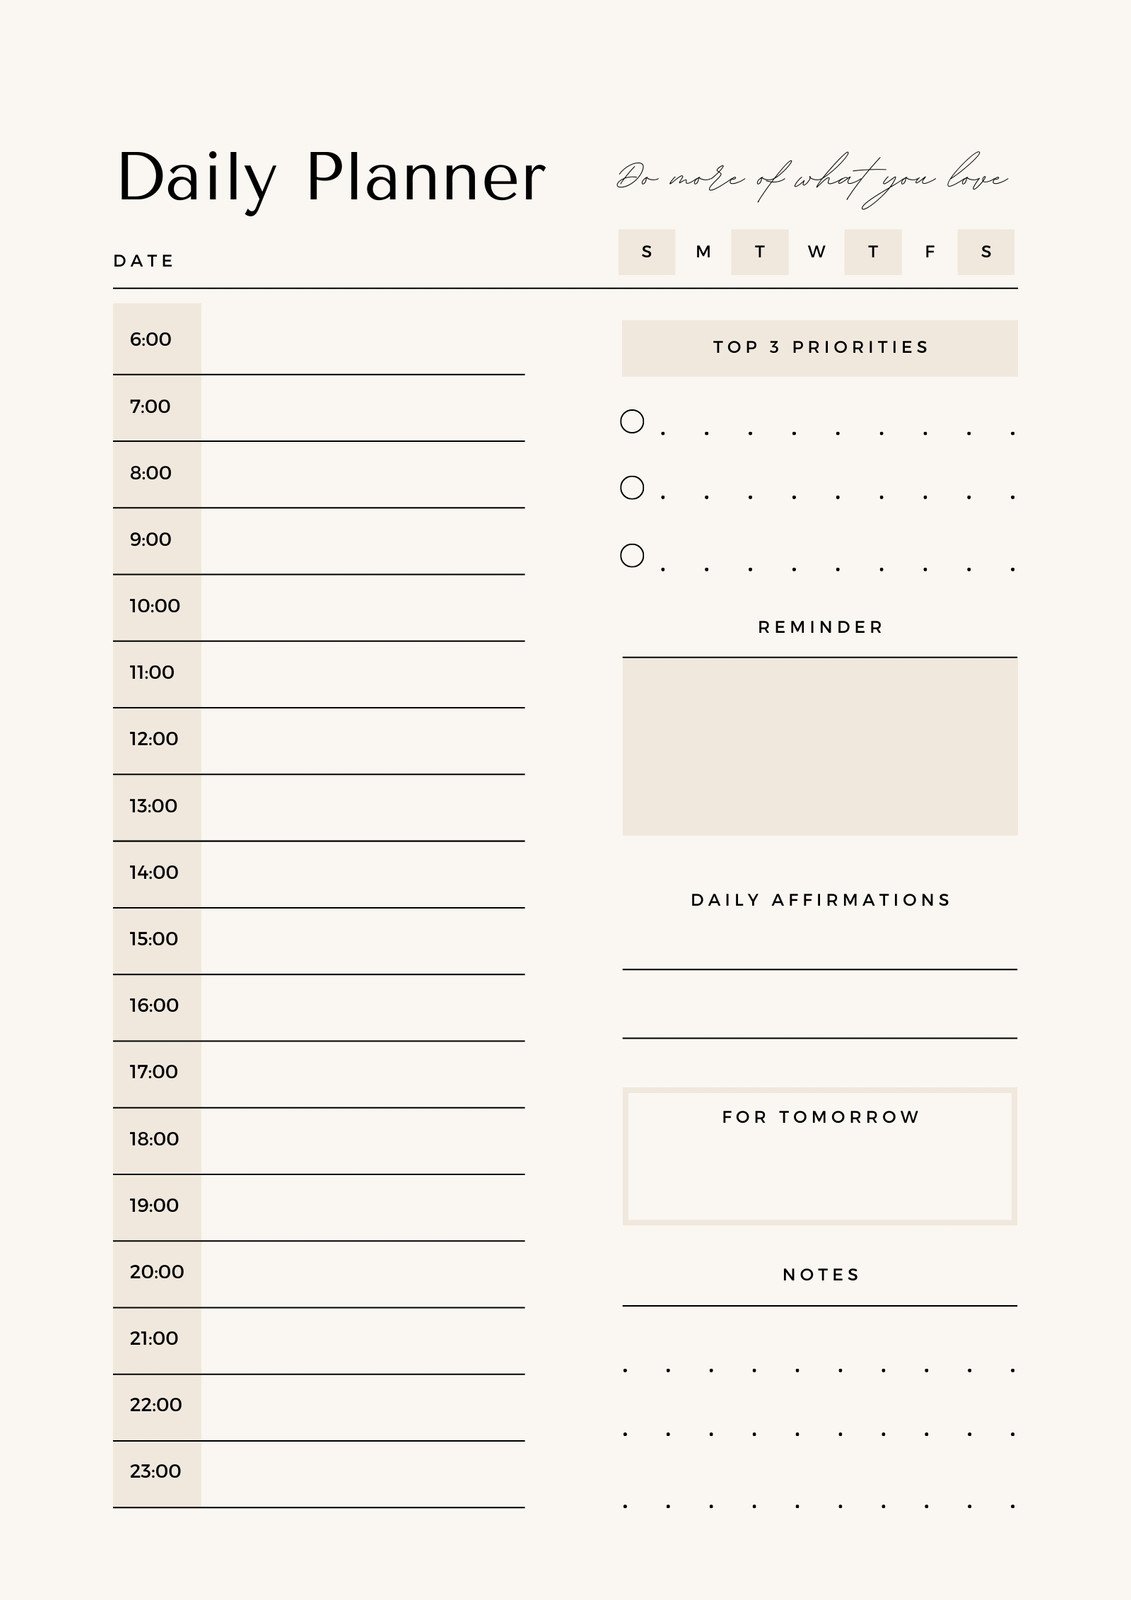 Daily Planner
Do more of what you love
DATE
S M T W T F S
6:00
7:00
8:00
9:00
10:00
11:00
12:00
13:00
14:00
15:00
16:00
17:00
18:00
19:00
20:00
21:00
22:00
23:00
TOP 3 PRIORITIES
REMINDER
DAILY AFFIRMATIONS
FOR TOMORROW
NOTES